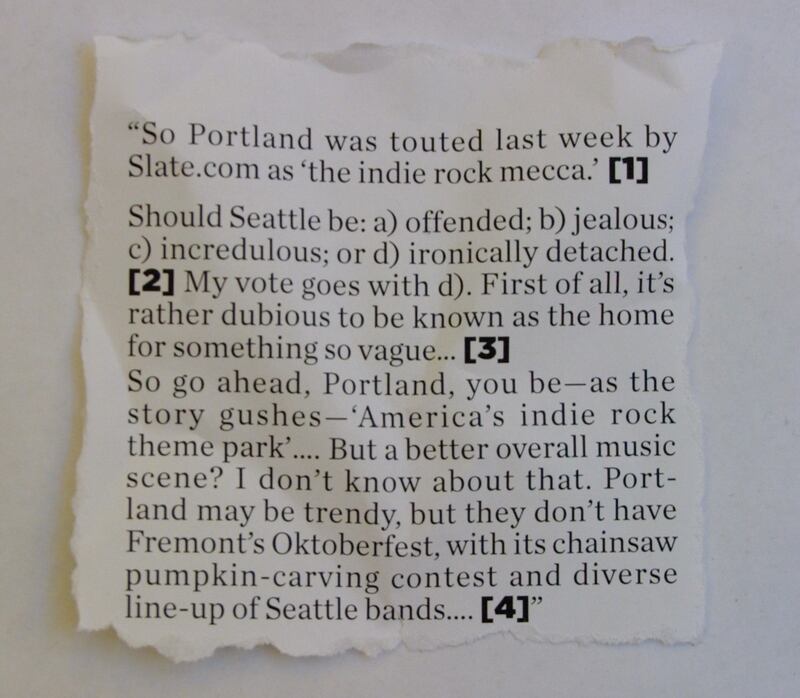 “So Portland was touted last week by
Slate.com as ‘the indie rock mecca.’ [1]
Should Seattle be: a) offended; b) jealous;
c) incredulous; or d) ironically detached.
[2] My vote goes with d). First of all, it’s
rather dubious to be known as the home
for something so vague... [3]
So go ahead, Portland, you be—as the
story gushes—‘America’s indie rock
theme park’.... But a better overall music
scene? I don’t know about that. Port-
land may be trendy, but they don’t have
Fremont’s Oktoberfest, with its chainsaw
pumpkin-carving contest and diverse
line-up of Seattle bands.... [4]”